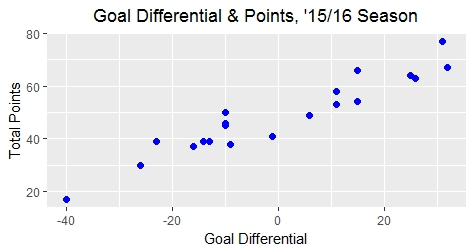 Goal Differential & Points, '15/16 Season
80
60
40
20
Total Points
-40 -20 0 20
Goal Differential